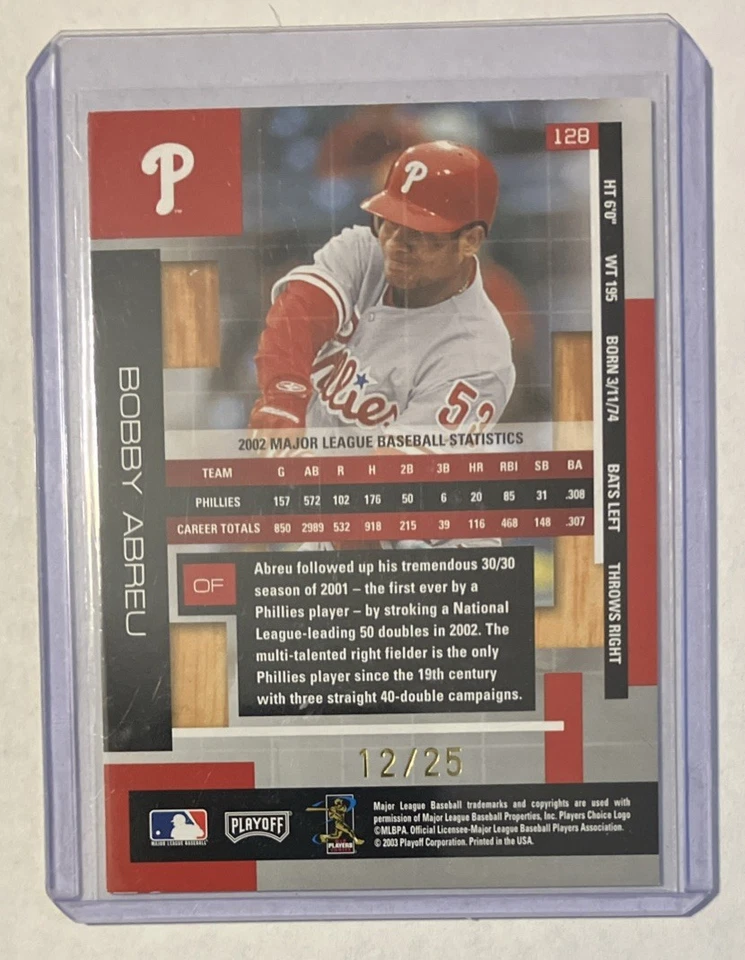 P
128
P
Phillies
53
HT 6'0" WT 195 BORN 3/11/74 BATS LEFT THROWS RIGHT
BOBBY ABREU
2002 MAJOR LEAGUE BASEBALL STATISTICS
TEAM G AB R H 2B 3B HR RBI SB BA
PHILLIES 157 572 102 176 50 6 20 85 31 .308
CAREER TOTALS 850 2989 532 918 215 39 116 468 148 .307
OF
Abreu followed up his tremendous 30/30
season of 2001 – the first ever by a
Phillies player – by stroking a National
League-leading 50 doubles in 2002. The
multi-talented right fielder is the only
Phillies player since the 19th century
with three straight 40-double campaigns.
12/25
MAJOR LEAGUE BASEBALL
PLAYOFF
PLAYERS
Major League Baseball trademarks and copyrights are used with
permission of Major League Baseball Properties, Inc. Players Choice Logo
©MLBPA. Official Licensee-Major League Baseball Players Association.
© 2003 Playoff Corporation. Printed in the USA.